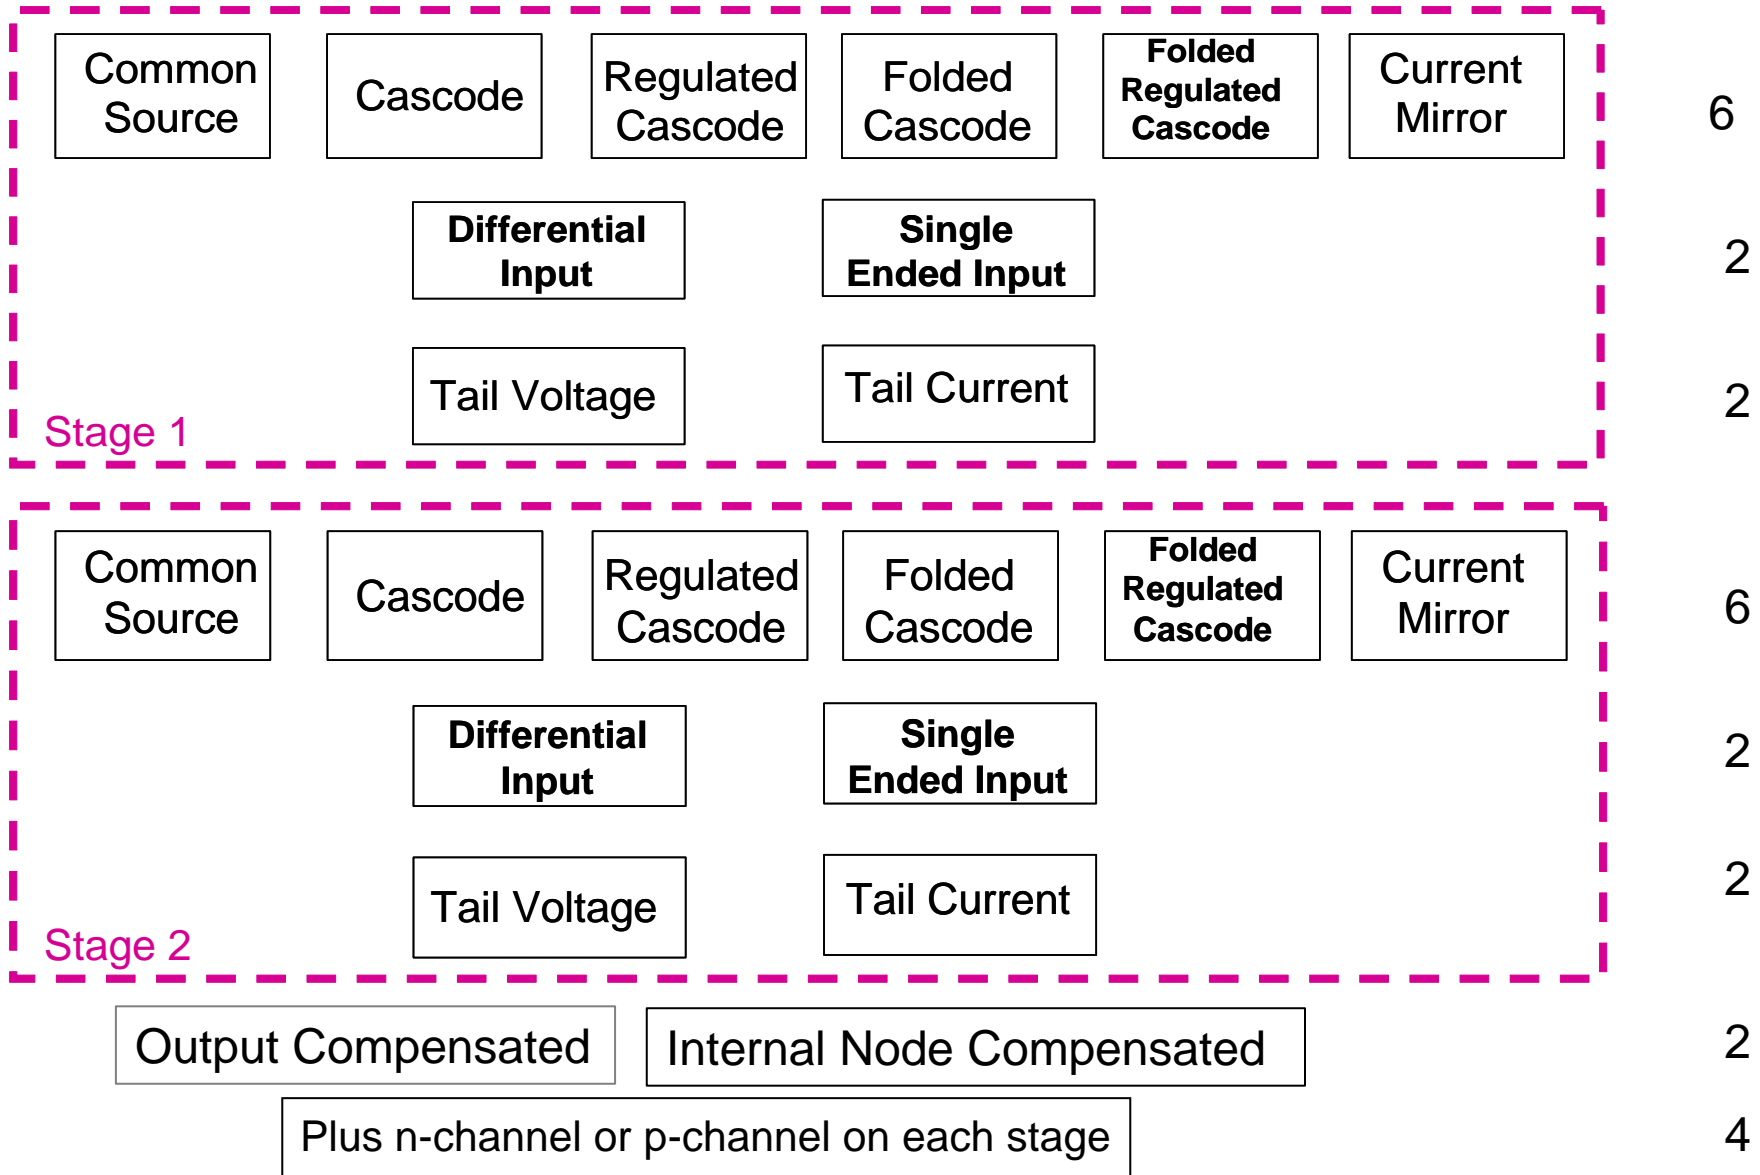 Common
Source
Cascode
Regulated
Cascode
Folded
Cascode
Folded
Regulated
Cascode
Current
Mirror
6
Differential
Input
Single
Ended Input
2
Tail Voltage
Tail Current
2
Stage 1
Common
Source
Cascode
Regulated
Cascode
Folded
Cascode
Folded
Regulated
Cascode
Current
Mirror
6
Differential
Input
Single
Ended Input
2
Tail Voltage
Tail Current
2
Stage 2
Output Compensated
Internal Node Compensated
2
Plus n-channel or p-channel on each stage
4